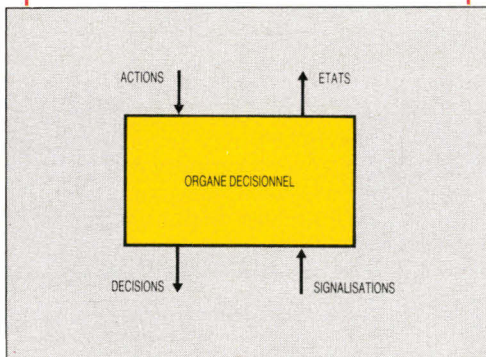 ACTIONS
ETATS
ORGANE DECISIONNEL
DECISIONS
SIGNALISATIONS